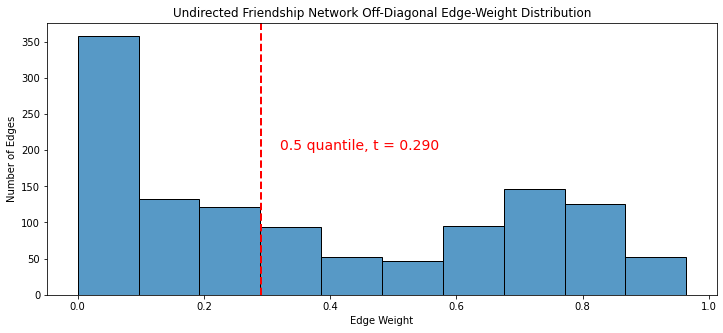 Undirected Friendship Network Off-Diagonal Edge-Weight Distribution
Number of Edges
350
300
250
200
150
100
50
0
0.5 quantile, t = 0.290
0.0 0.2 0.4 0.6 0.8 1.0
Edge Weight